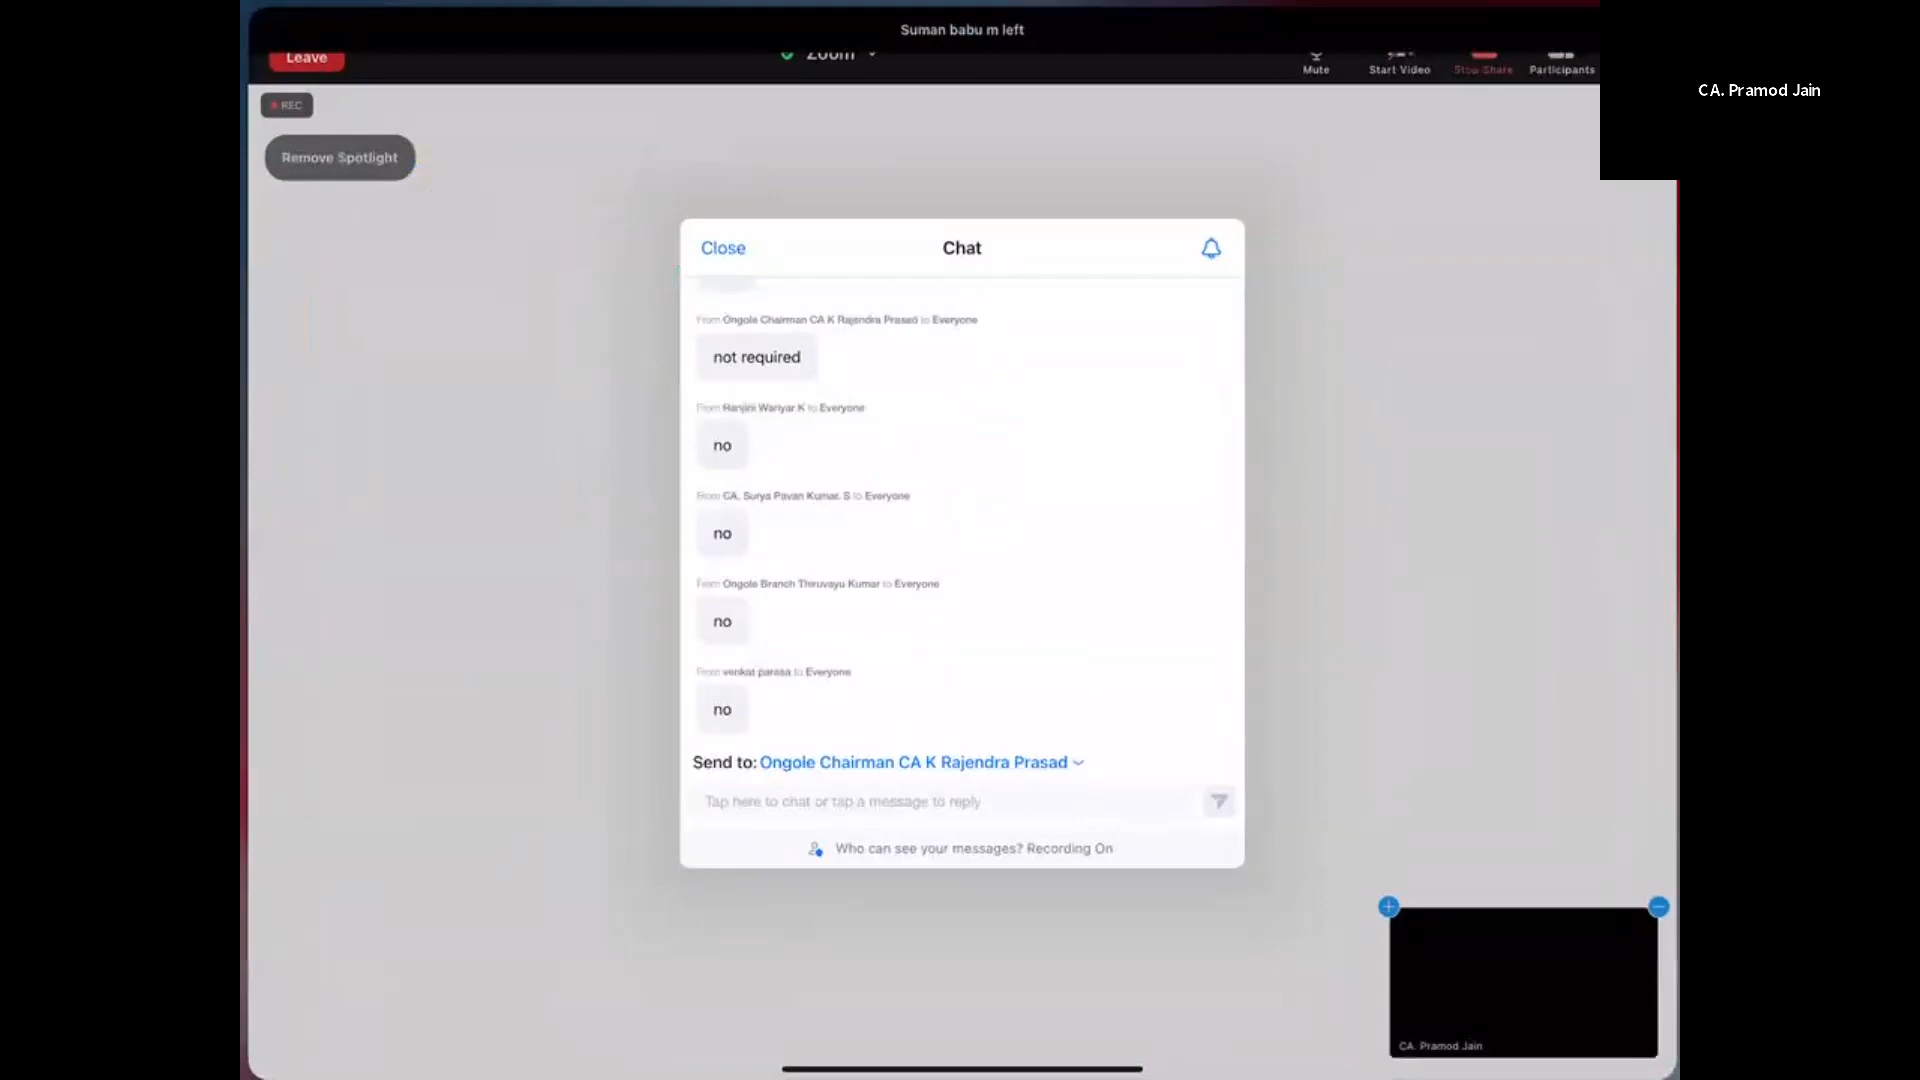 Suman babu m left
Leave
Zoom
Mute
Start Video
Stop Share
Participants
CA. Pramod Jain
REC
Remove Spotlight
Close
Chat
From Ongole Chairman CA K Rajendra Prasad to Everyone
not required
From Ranjini Wariyar K to Everyone
no
From CA. Surya Pavan Kumar. S to Everyone
no
From Ongole Branch Thiruvayu Kumar to Everyone
no
From venkat parasa to Everyone
no
Send to: Ongole Chairman CA K Rajendra Prasad
Tap here to chat or tap a message to reply
Who can see your messages? Recording On
CA. Pramod Jain